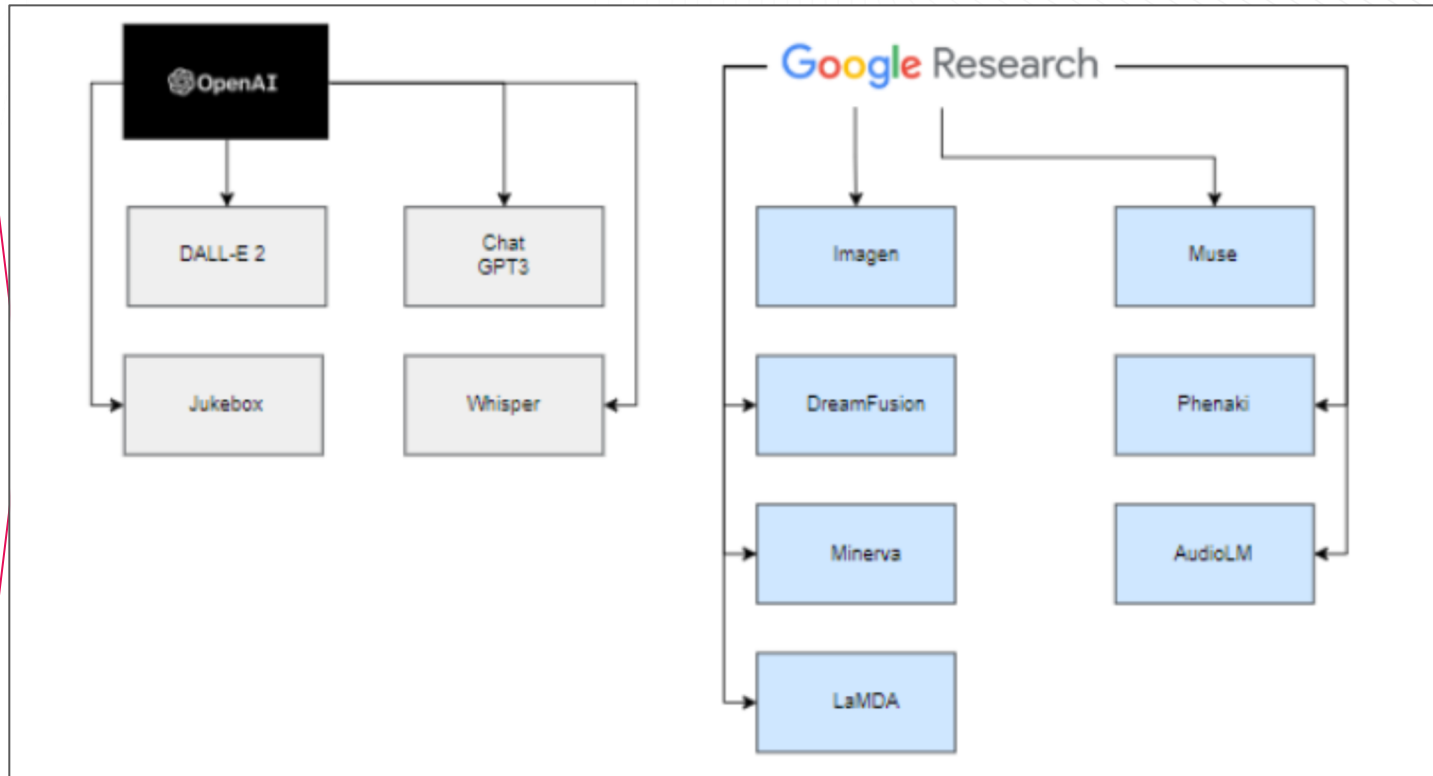 OpenAI
Google Research
DALL-E 2
Chat
GPT3
Imagen
Muse
Jukebox
Whisper
DreamFusion
Phenaki
Minerva
AudioLM
LaMDA